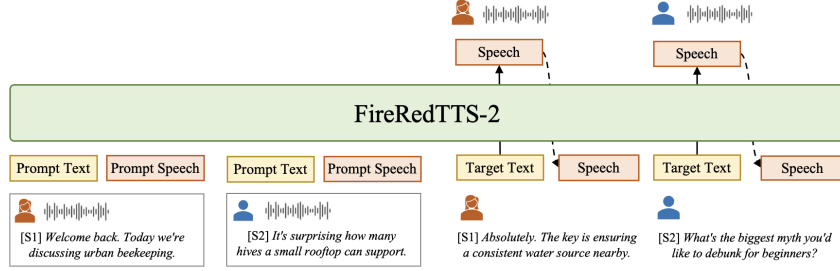 Speech
Speech
FireRedTTS-2
Prompt Text
Prompt Speech
Prompt Text
Prompt Speech
Target Text
Speech
Target Text
Speech
[S1] Welcome back. Today we're
discussing urban beekeeping.
[S2] It's surprising how many
hives a small rooftop can support.
[S1] Absolutely. The key is ensuring
a consistent water source nearby.
[S2] What's the biggest myth you'd
like to debunk for beginners?